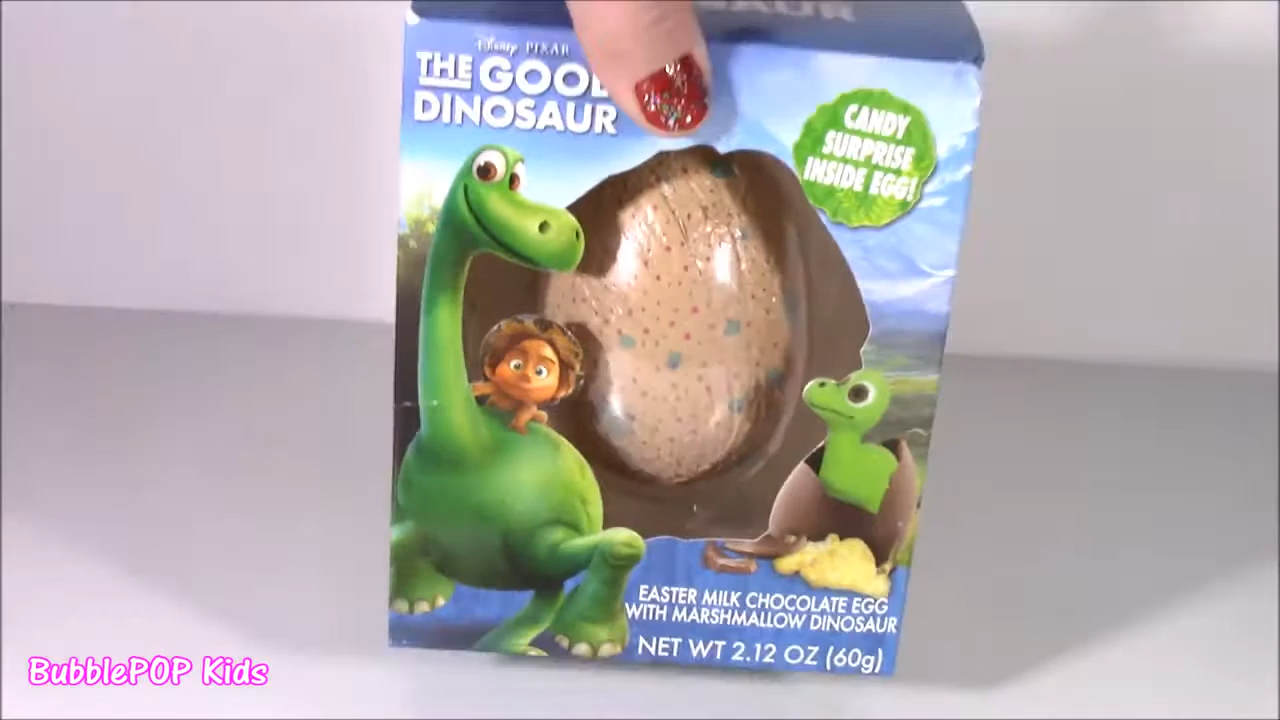 Disney PIXAR
THE GOOD
DINOSAUR
CANDY
SURPRISE
INSIDE EGG!
EASTER MILK CHOCOLATE EGG
WITH MARSHMALLOW DINOSAUR
NET WT 2.12 OZ (60g)
BubblePOP Kids